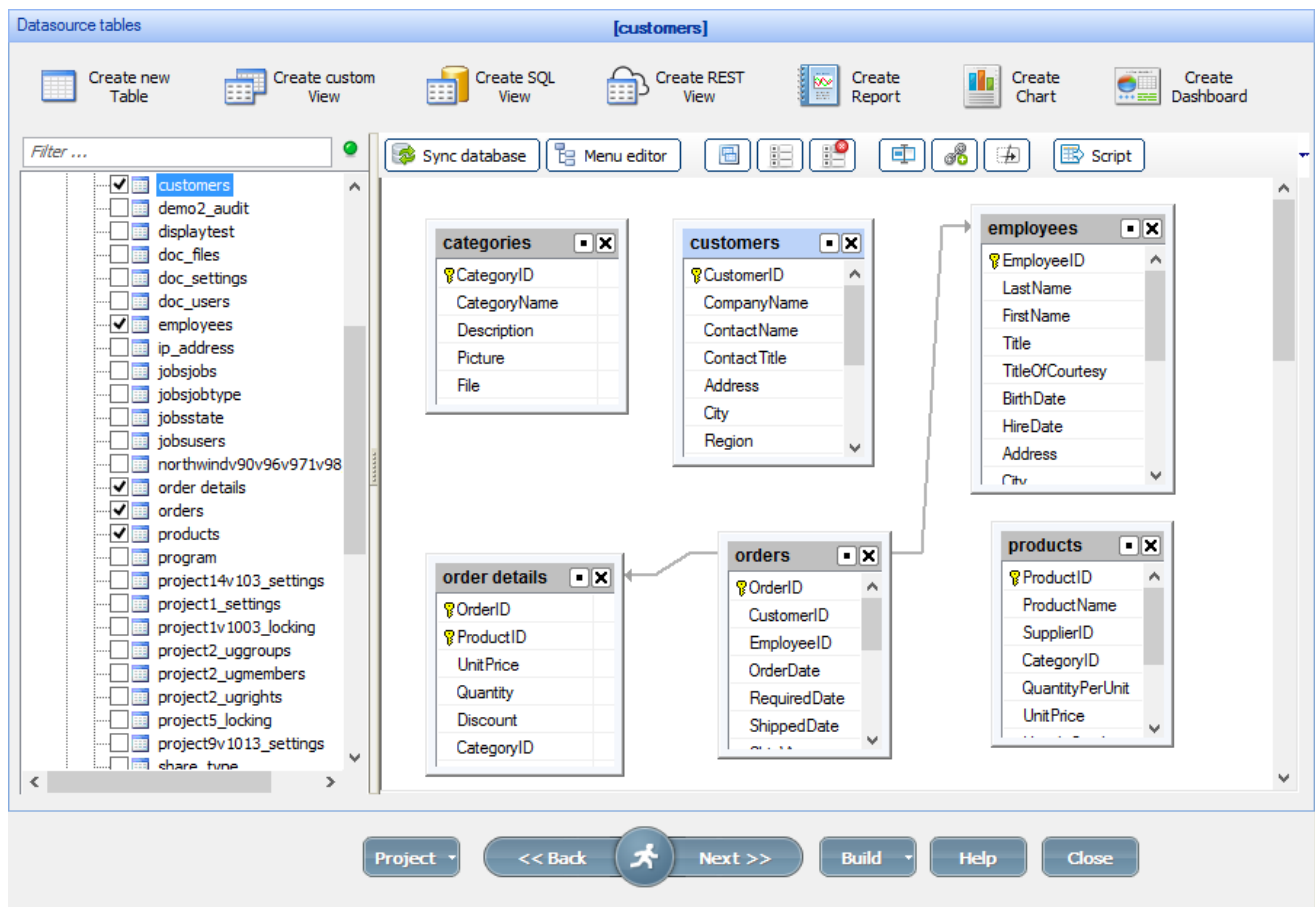 Datasource tables
[customers]
Create new Table
Create custom View
Create SQL View
Create REST View
Create Report
Create Chart
Create Dashboard
Filter ...
Sync database
Menu editor
Script
customers
demo2_audit
displaytest
doc_files
doc_settings
doc_users
employees
ip_address
jobsjobs
jobsjobtype
jobsstate
jobsusers
northwindv90v96v971v98
order details
orders
products
program
project14v103_settings
project1_settings
project1v1003_locking
project2_uggroups
project2_ugmembers
project2_ugrights
project5_locking
project9v1013_settings
share_type
categories
CategoryID
CategoryName
Description
Picture
File
customers
CustomerID
CompanyName
ContactName
ContactTitle
Address
City
Region
employees
EmployeeID
LastName
FirstName
Title
TitleOfCourtesy
BirthDate
HireDate
Address
City
order details
OrderID
ProductID
UnitPrice
Quantity
Discount
CategoryID
orders
OrderID
CustomerID
EmployeeID
OrderDate
RequiredDate
ShippedDate
products
ProductID
ProductName
SupplierID
CategoryID
QuantityPerUnit
UnitPrice
Project
<< Back
Next >>
Build
Help
Close